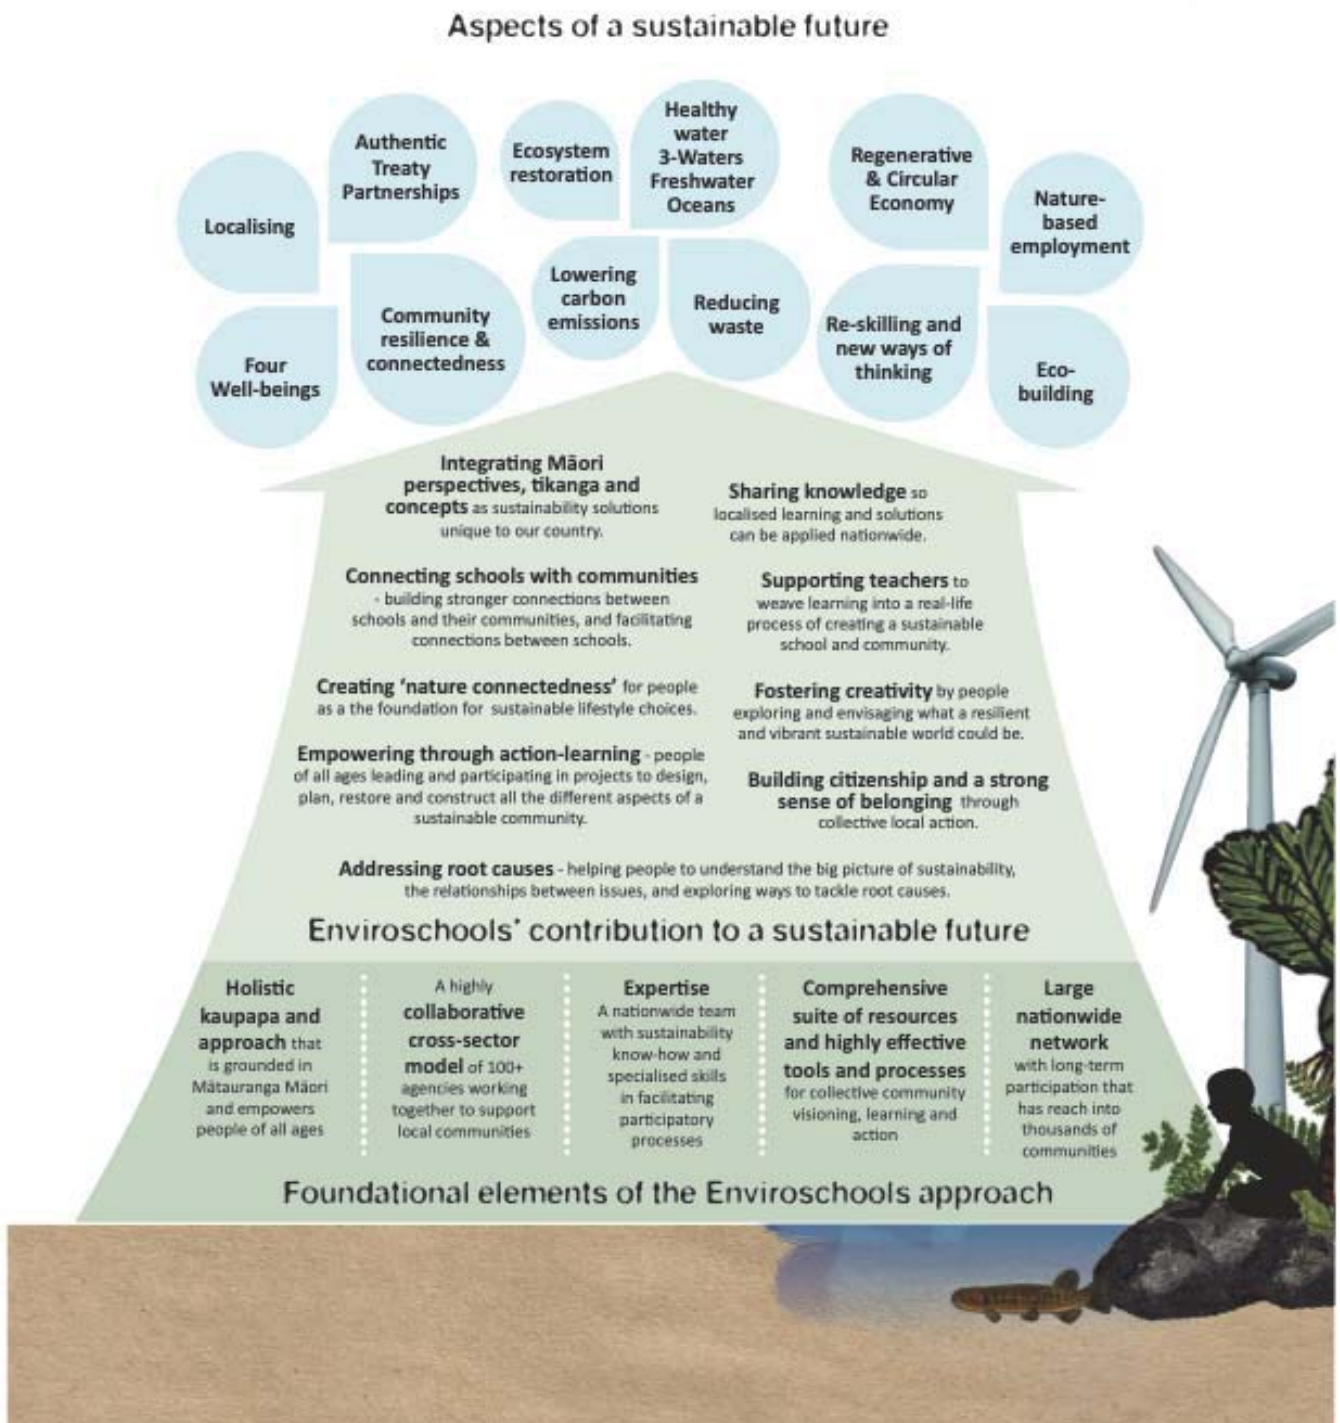 Aspects of a sustainable future
Localising
Authentic
Treaty
Partnerships
Ecosystem
restoration
Healthy
water
3-Waters
Freshwater
Oceans
Regenerative
& Circular
Economy
Nature-
based
employment
Four
Well-beings
Community
resilience &
connectedness
Lowering
carbon
emissions
Reducing
waste
Re-skilling and
new ways of
thinking
Eco-
building
Integrating Māori
perspectives, tikanga and
concepts as sustainability solutions
unique to our country.
Sharing knowledge so
localised learning and solutions
can be applied nationwide.
Connecting schools with communities
- building stronger connections between
schools and their communities, and facilitating
connections between schools.
Supporting teachers to
weave learning into a real-life
process of creating a sustainable
school and community.
Creating 'nature connectedness' for people
as a the foundation for sustainable lifestyle choices.
Fostering creativity by people
exploring and envisaging what a resilient
and vibrant sustainable world could be.
Empowering through action-learning - people
of all ages leading and participating in projects to design,
plan, restore and construct all the different aspects of a
sustainable community.
Building citizenship and a strong
sense of belonging through
collective local action.
Addressing root causes - helping people to understand the big picture of sustainability,
the relationships between issues, and exploring ways to tackle root causes.
Enviroschools' contribution to a sustainable future
Holistic
kaupapa and
approach that
is grounded in
Mātauranga Māori
and empowers
people of all ages
A highly
collaborative
cross-sector
model of 100+
agencies working
together to support
local communities
Expertise
A nationwide team
with sustainability
know-how and
specialised skills
in facilitating
participatory
processes
Comprehensive
suite of resources
and highly effective
tools and processes
for collective community
visioning, learning and
action
Large
nationwide
network
with long-term
participation that
has reach into
thousands of
communities
Foundational elements of the Enviroschools approach